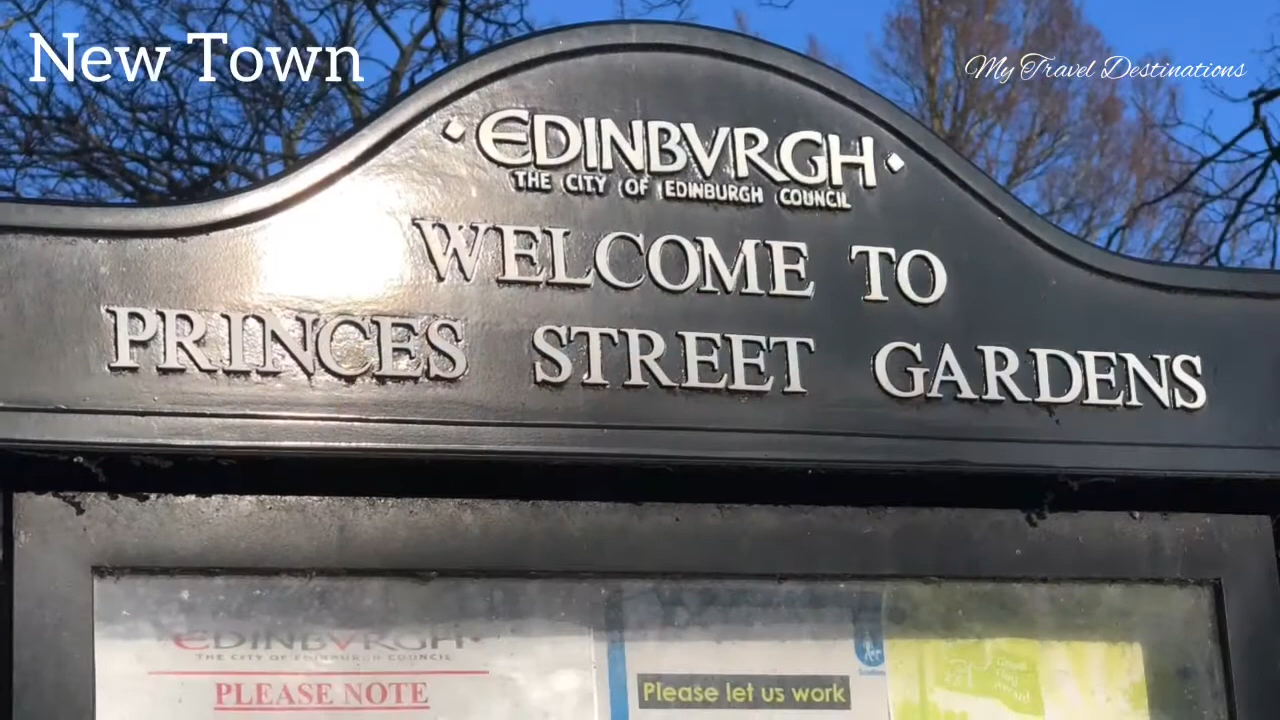 New Town
My Travel Destinations
·EDINBVRGH·
THE CITY OF EDINBURGH COUNCIL
WELCOME TO
PRINCES STREET GARDENS
EDINBVRGH·
THE CITY OF EDINBURGH COUNCIL
PLEASE NOTE
Please let us work